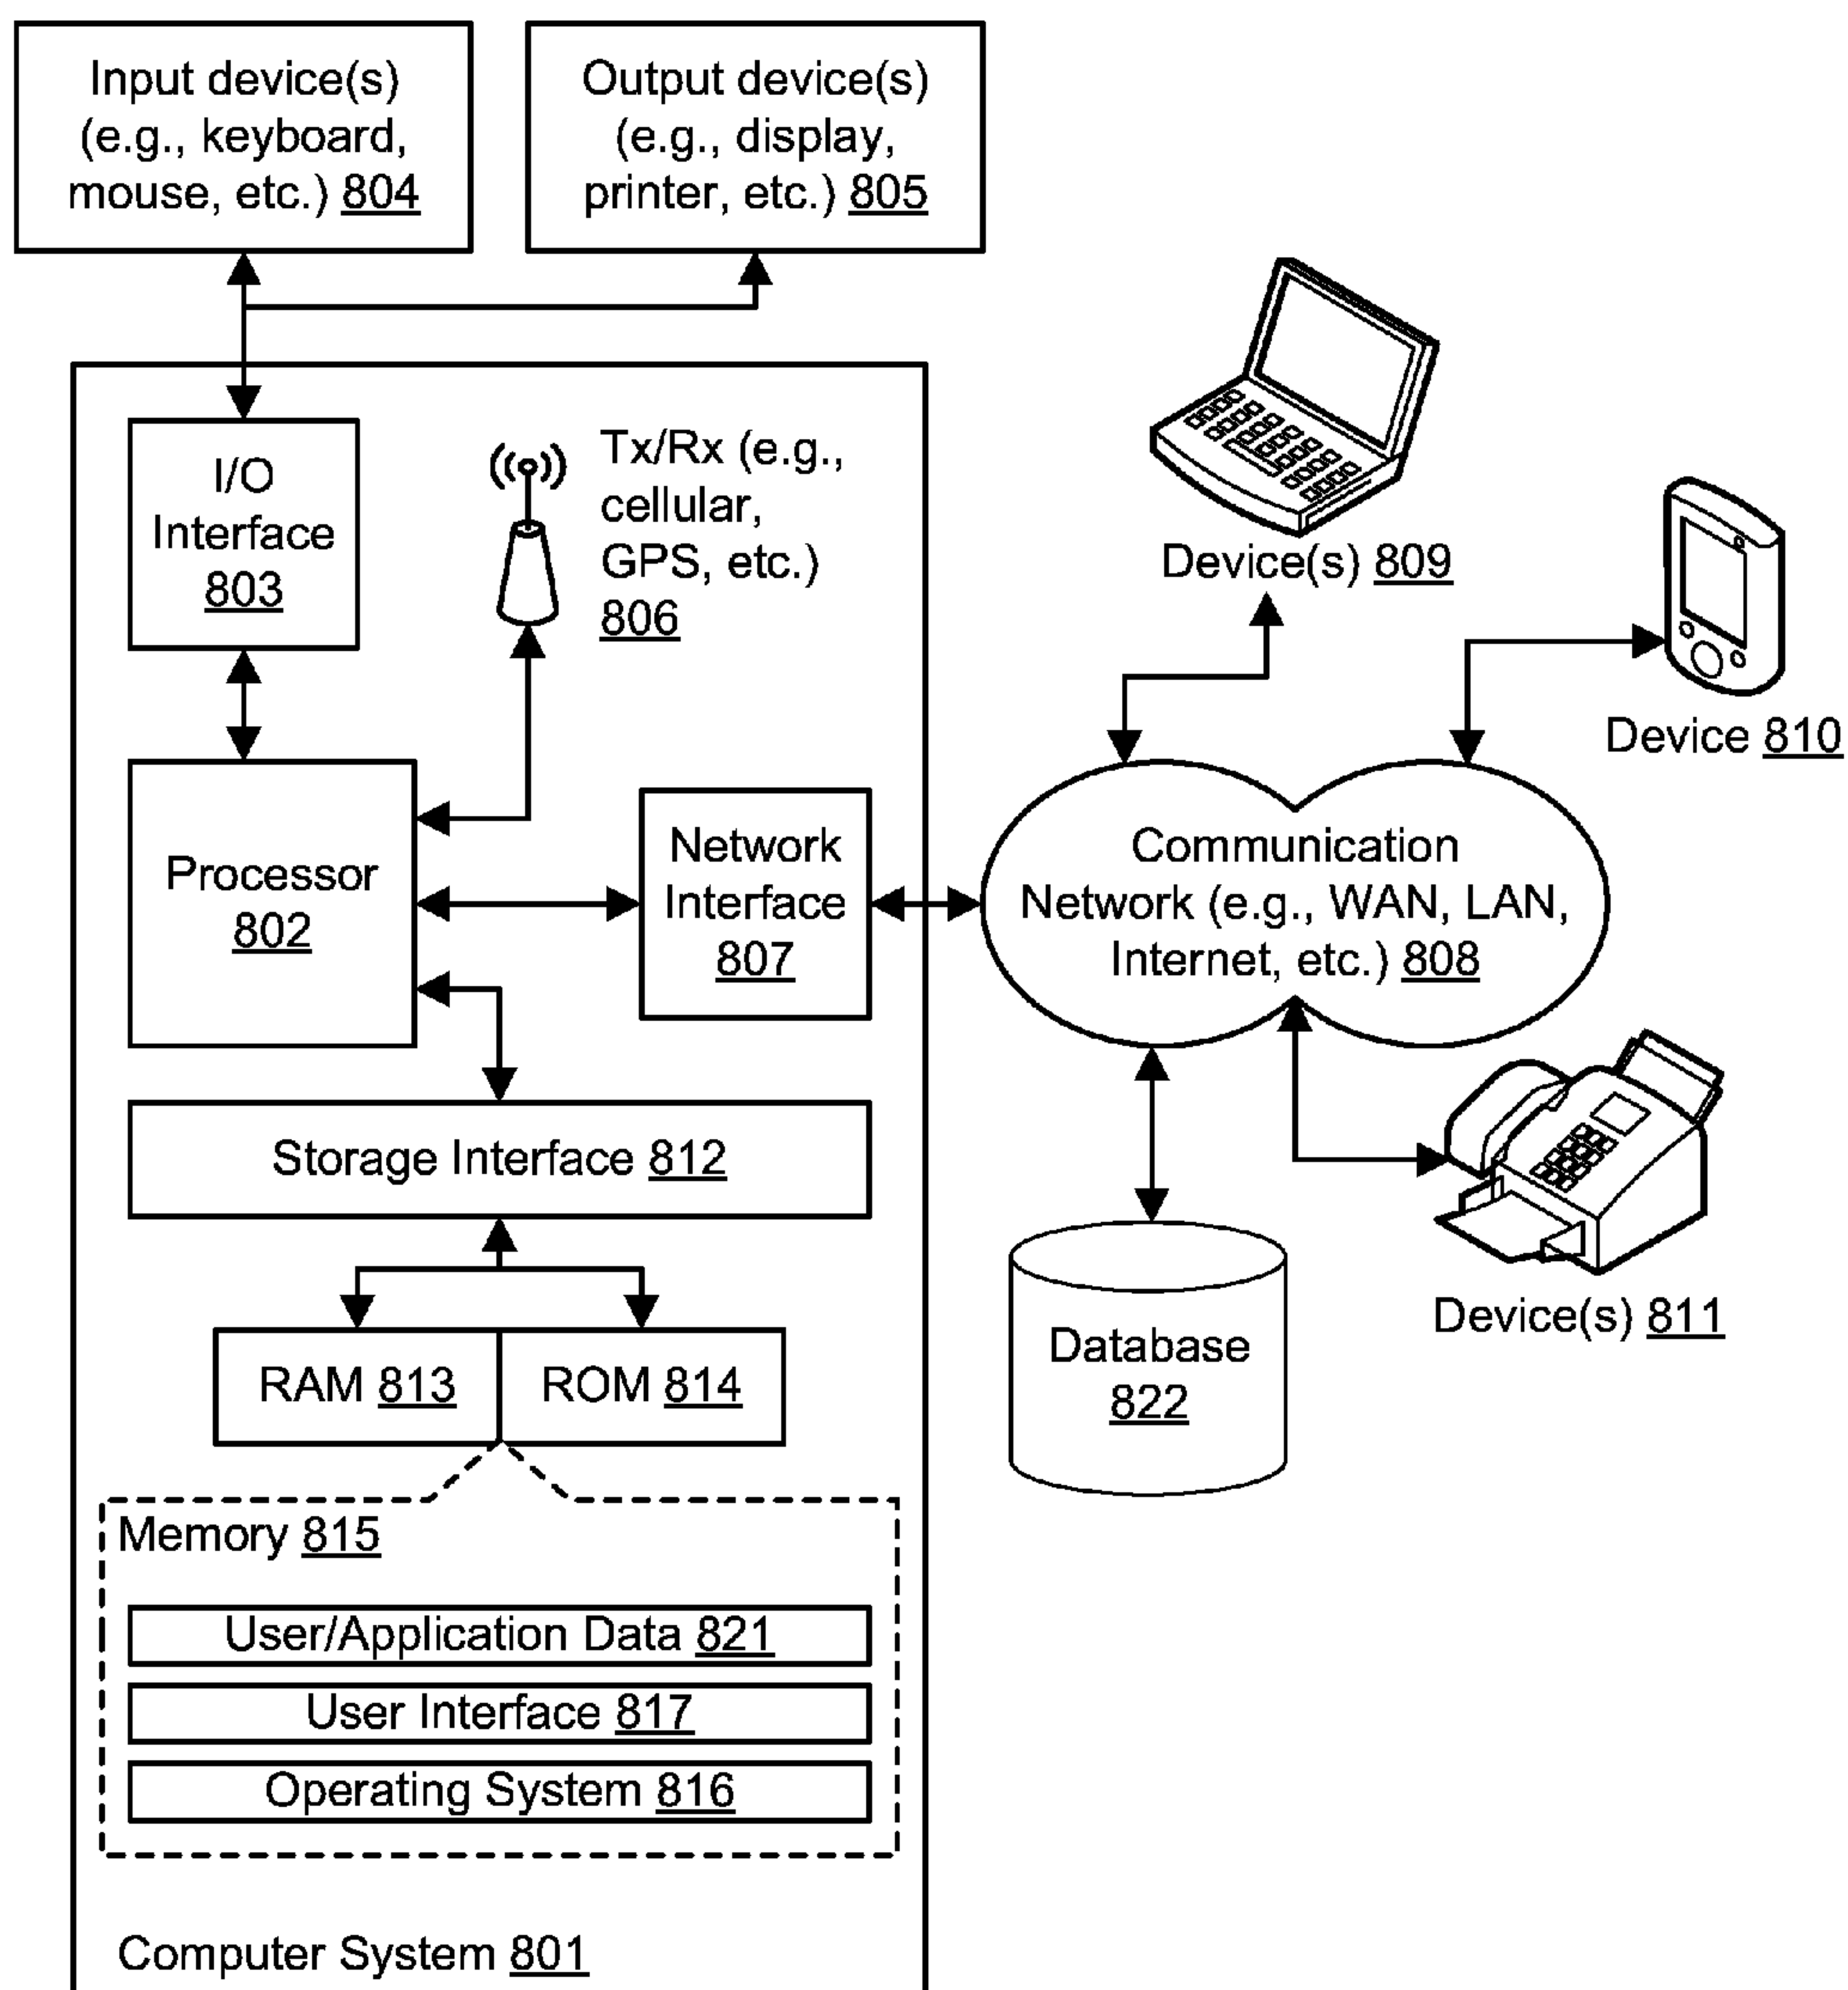 Input device(s)
(e.g., keyboard,
mouse, etc.) 804
Output device(s)
(e.g., display,
printer, etc.) 805
I/O
Interface
803
Tx/Rx (e.g.,
cellular,
GPS, etc.)
806
Device(s) 809
Device 810
Processor
802
Network
Interface
807
Communication
Network (e.g., WAN, LAN,
Internet, etc.) 808
Storage Interface 812
Device(s) 811
RAM 813
ROM 814
Database
822
Memory 815
User/Application Data 821
User Interface 817
Operating System 816
Computer System 801